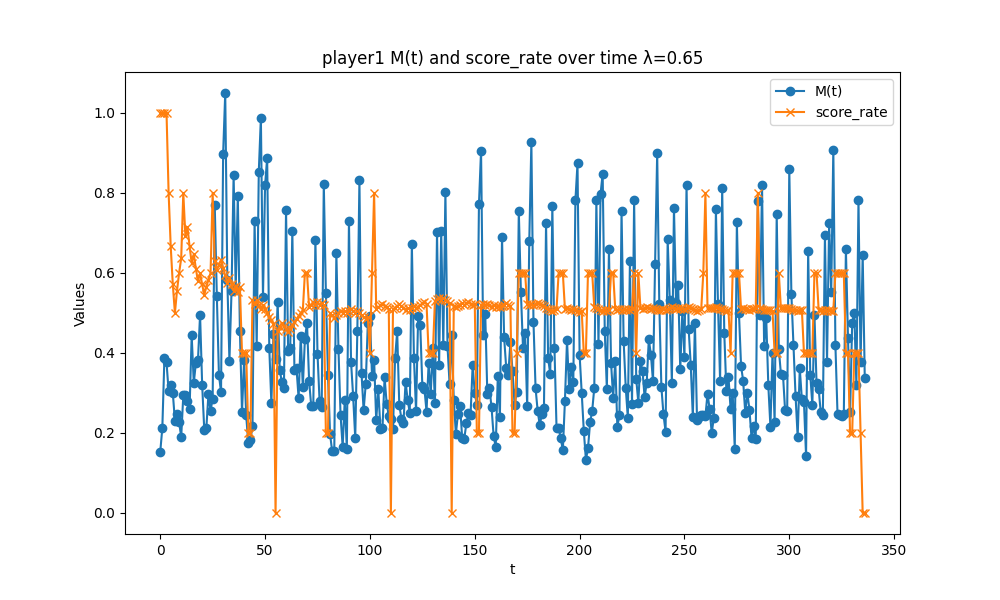 player1 M(t) and score_rate over time λ=0.65
M(t)
score_rate
Values
1.0
0.8
0.6
0.4
0.2
0.0
0 50 100 150 200 250 300 350
t